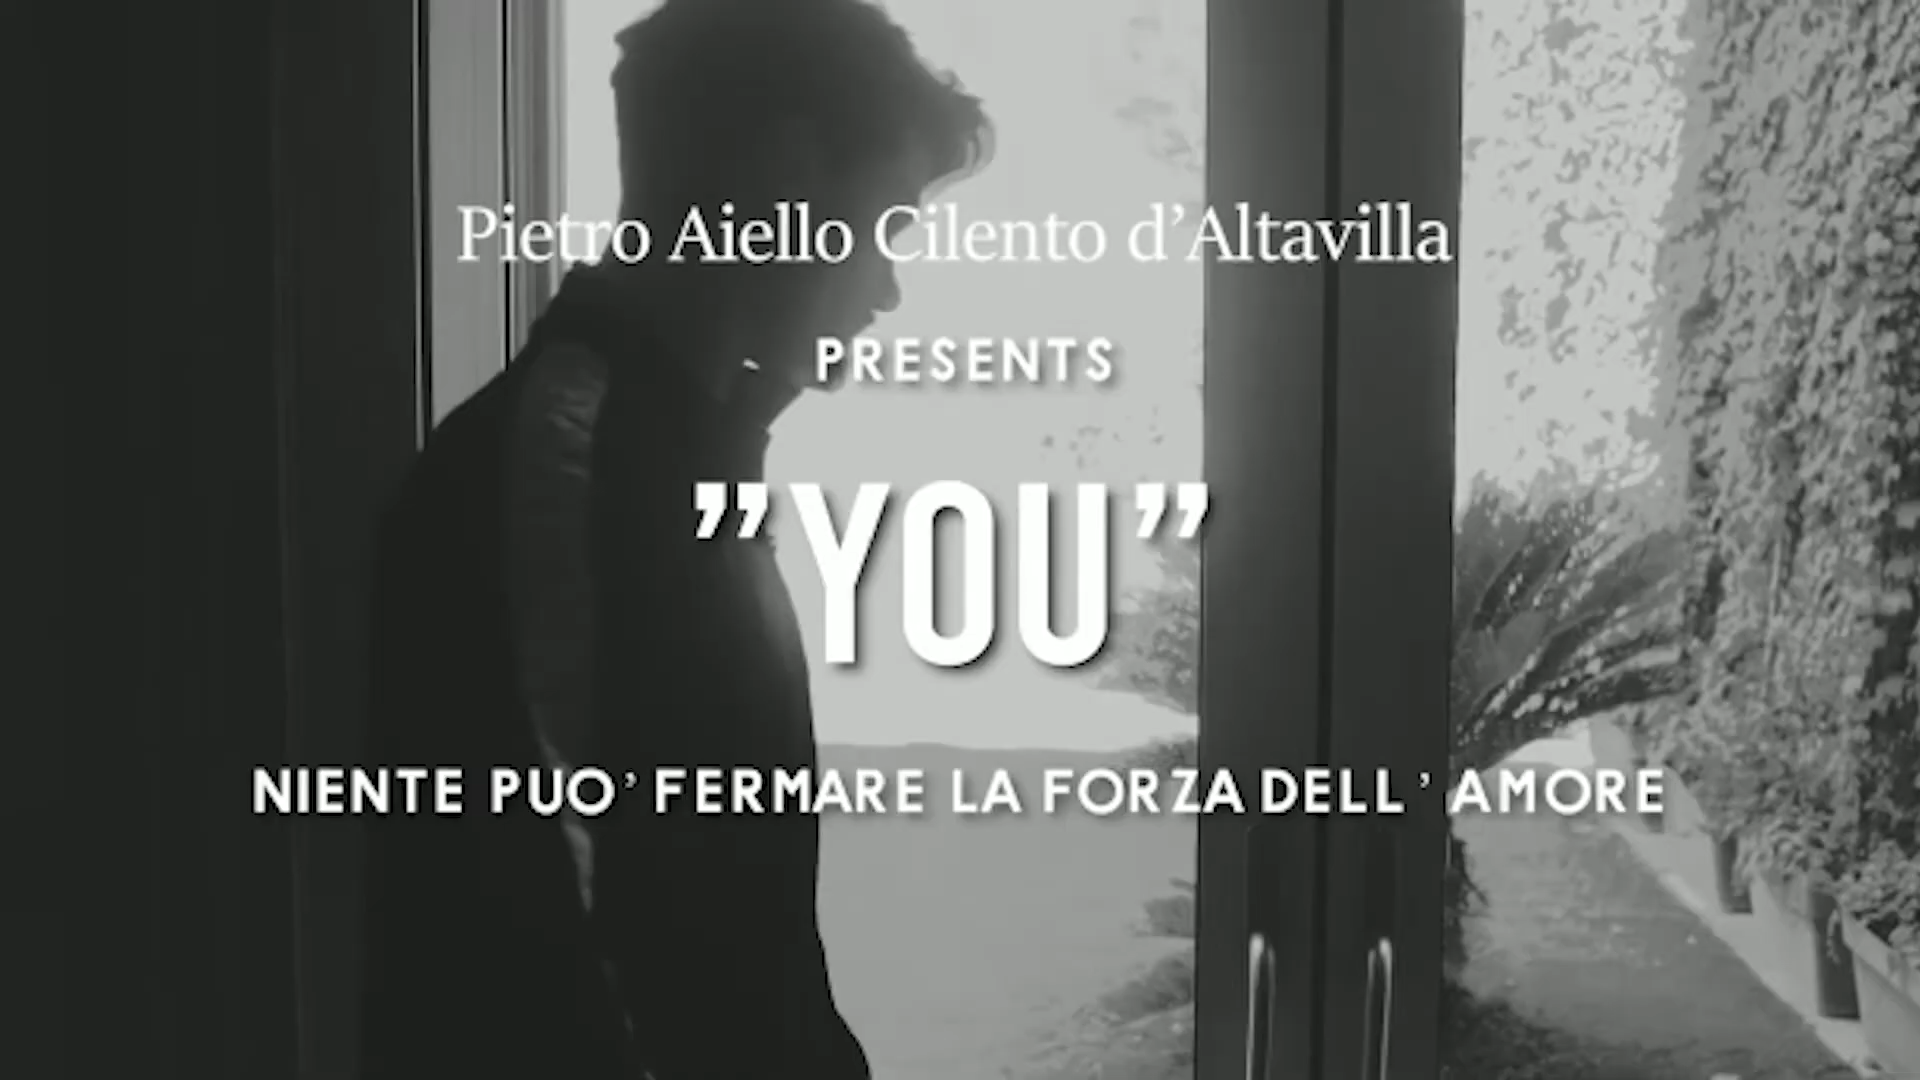 Pietro Aiello Cilento d’Altavilla
PRESENTS
”YOU”
NIENTE PUO’ FERMARE LA FORZA DELL’ AMORE